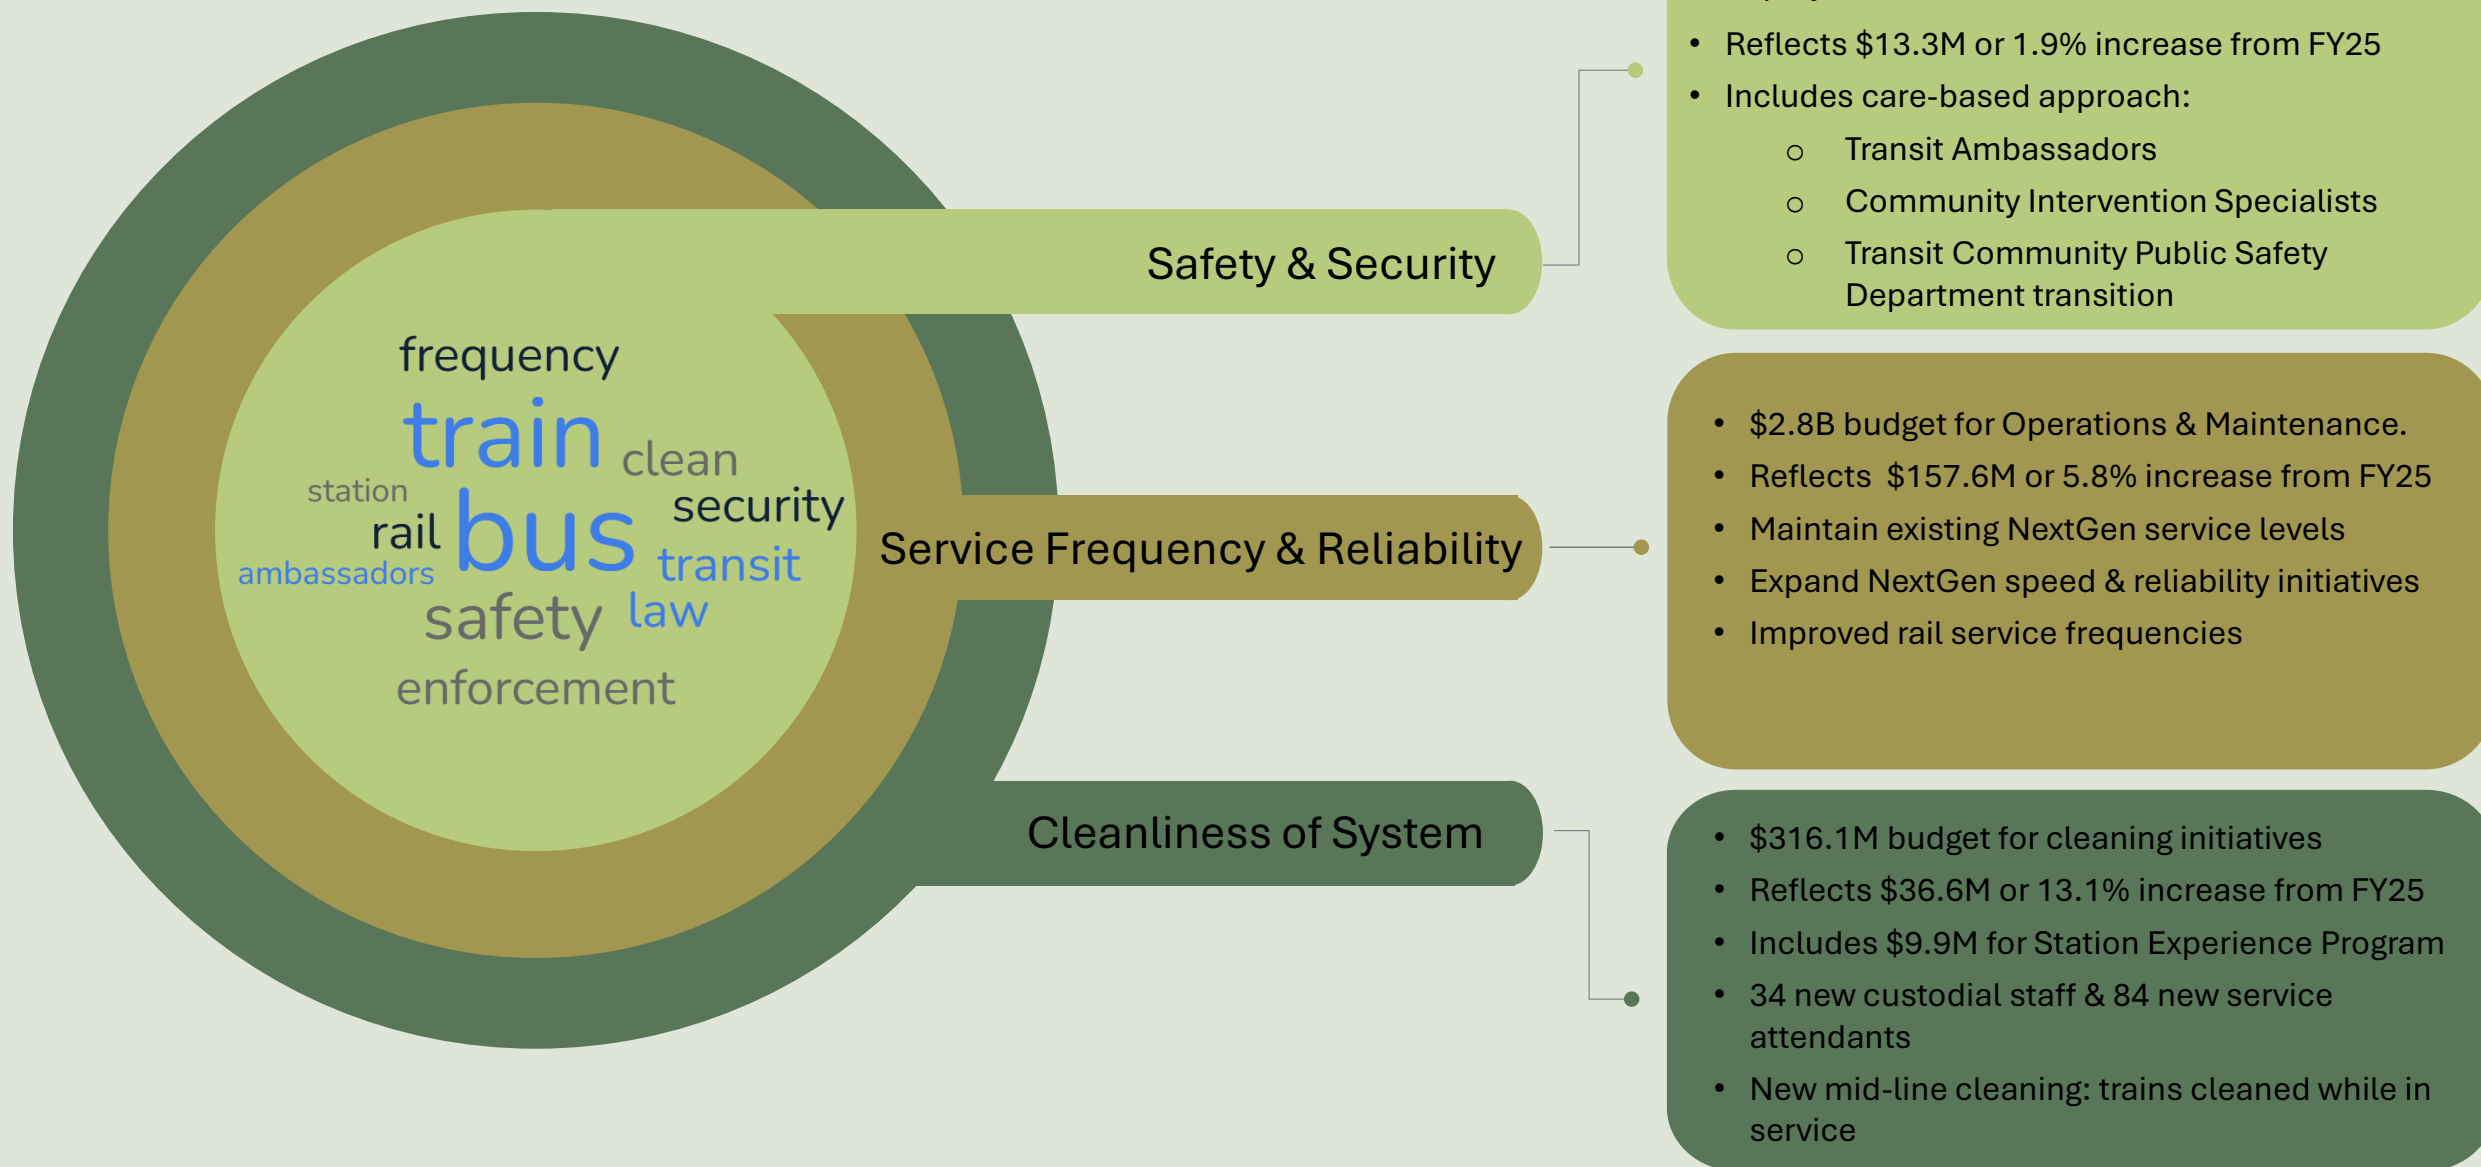 • Reflects $13.3M or 1.9% increase from FY25
• Includes care-based approach:
o Transit Ambassadors
o Community Intervention Specialists
o Transit Community Public Safety
Department transition
Safety & Security
frequency
train
clean
station
security
rail
bus
transit
ambassadors
safety
law
enforcement
Service Frequency & Reliability
• $2.8B budget for Operations & Maintenance.
• Reflects $157.6M or 5.8% increase from FY25
• Maintain existing NextGen service levels
• Expand NextGen speed & reliability initiatives
• Improved rail service frequencies
Cleanliness of System
• $316.1M budget for cleaning initiatives
• Reflects $36.6M or 13.1% increase from FY25
• Includes $9.9M for Station Experience Program
• 34 new custodial staff & 84 new service
attendants
• New mid-line cleaning: trains cleaned while in
service